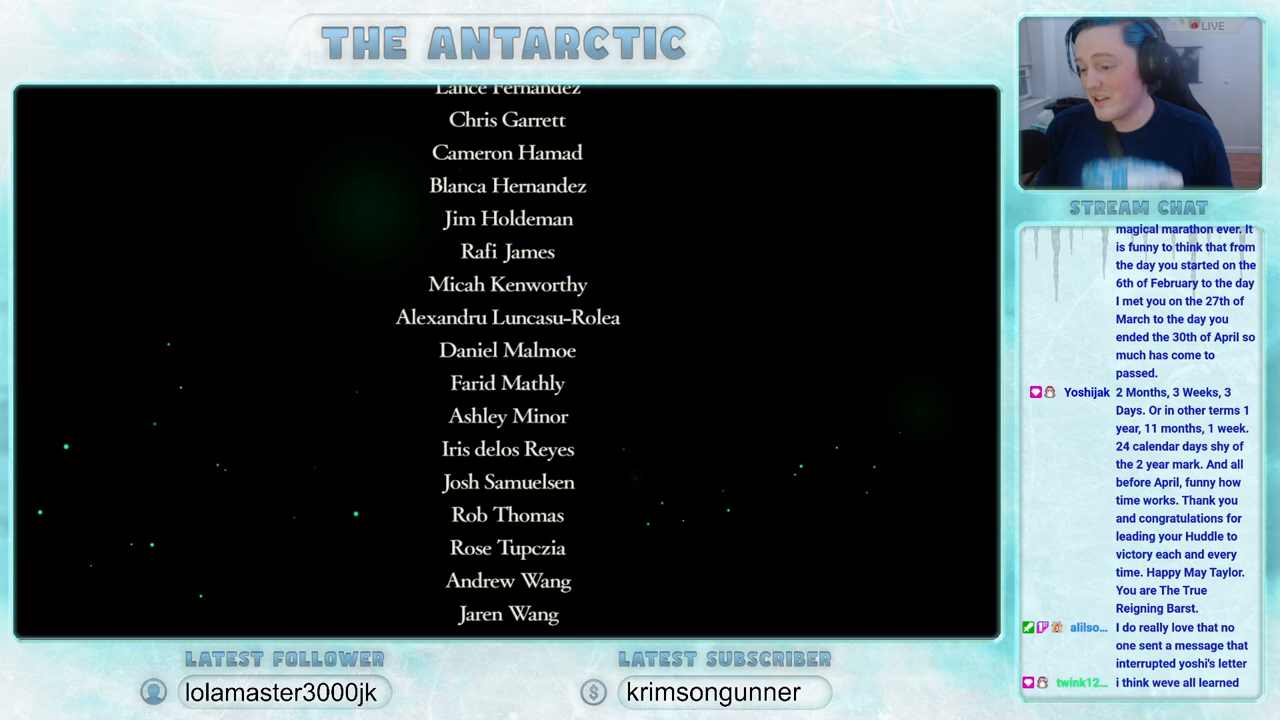 THE ANTARCTIC
LIVE
Lance Fernandez
Chris Garrett
Cameron Hamad
Blanca Hernandez
Jim Holdeman
Rafi James
Micah Kenworthy
Alexandru Luncasu-Rolea
Daniel Malmoe
Farid Mathly
Ashley Minor
Iris delos Reyes
Josh Samuelsen
Rob Thomas
Rose Tupczia
Andrew Wang
Jaren Wang
STREAM CHAT
magical marathon ever. It
is funny to think that from
the day you started on the
6th of February to the day
I met you on the 27th of
March to the day you
ended the 30th of April so
much has come to
passed.
Yoshijak 2 Months, 3 Weeks, 3
Days. Or in other terms 1
year, 11 months, 1 week.
24 calendar days shy of
the 2 year mark. And all
before April, funny how
time works. Thank you
and congratulations for
leading your Huddle to
victory each and every
time. Happy May Taylor.
You are The True
Reigning Barst.
alilso... I do really love that no
one sent a message that
interrupted yoshi's letter
twink12... i think weve all learned
LATEST FOLLOWER
lolamaster3000jk
LATEST SUBSCRIBER
krimsongunner